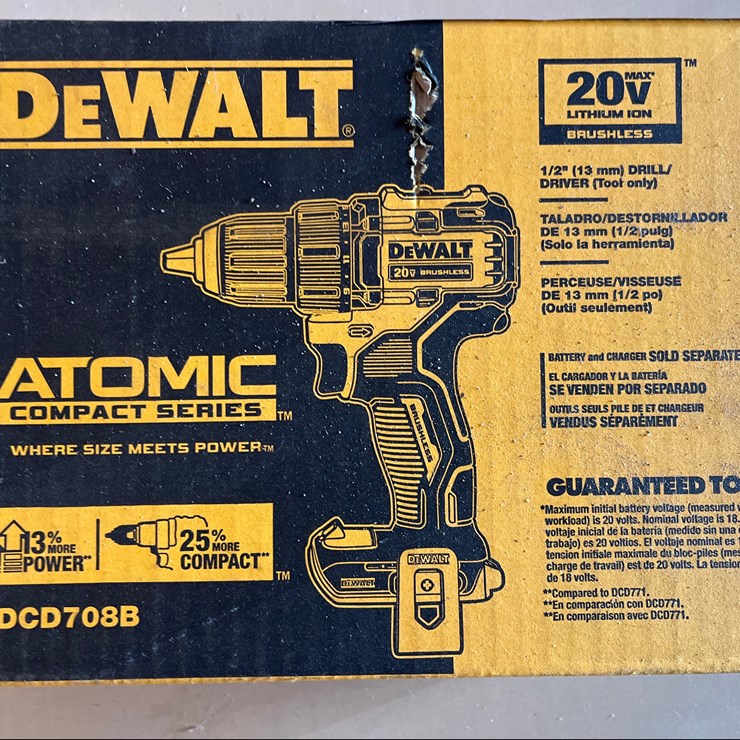 DEWALT®
20V MAX* ™
LITHIUM ION
BRUSHLESS
1/2" (13 mm) DRILL/
DRIVER (Tool only)
TALADRO/DESTORNILLADOR
DE 13 mm (1/2 pulg)
(Solo la herramienta)
PERCEUSE/VISSEUSE
DE 13 mm (1/2 po)
(Outil seulement)
DEWALT
20V BRUSHLESS
BRUSHLESS
DEWALT
DEWALT
ATOMIC
COMPACT SERIES™
WHERE SIZE MEETS POWER™
13% MORE
POWER**
25% MORE
COMPACT**
™
DCD708B
BATTERY and CHARGER SOLD SEPARATE
EL CARGADOR Y LA BATERÍA
SE VENDEN POR SEPARADO
OUTILS SEULS PILE DE ET CHARGEUR
VENDUS SÉPARÉMENT
GUARANTEED TO
*Maximum initial battery voltage (measured
workload) is 20 volts. Nominal voltage is 18.
voltaje inicial de la batería (medido sin una
trabajo) es 20 voltios. El voltaje nominal es
tension initiale maximale du bloc-piles (mes
charge de travail) est de 20 volts. La tension
de 18 volts.
**Compared to DCD771.
**En comparación con DCD771.
**En comparaison avec DCD771.